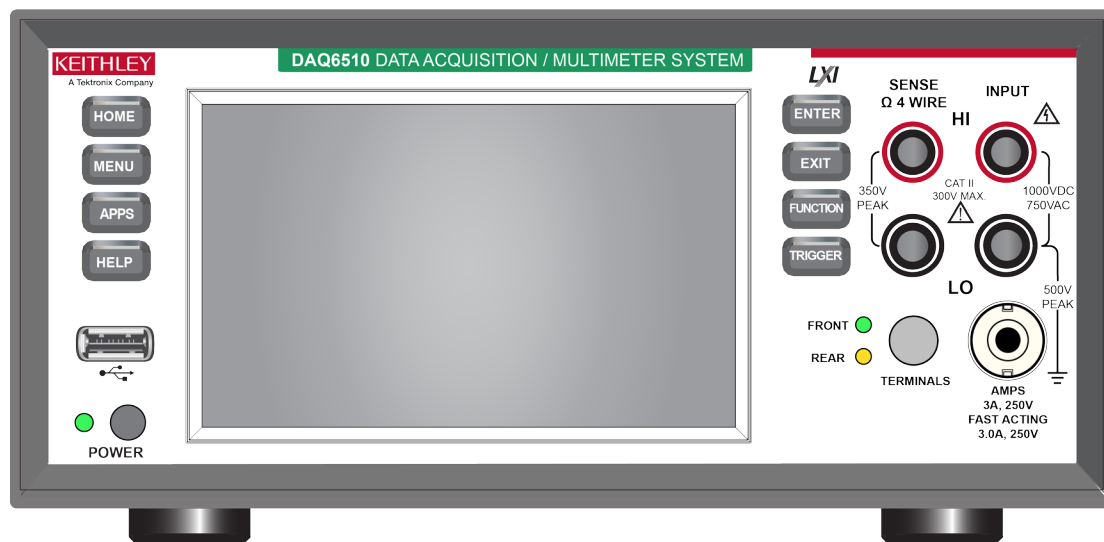 KEITHLEY
A Tektronix Company
DAQ6510 DATA ACQUISITION / MULTIMETER SYSTEM
LXI
HOME
MENU
APPS
HELP
POWER
ENTER
EXIT
FUNCTION
TRIGGER
SENSE
Ω 4 WIRE
INPUT
HI
350V
PEAK
CAT II
300V MAX.
1000VDC
750VAC
LO
500V
PEAK
FRONT
REAR
TERMINALS
AMPS
3A, 250V
FAST ACTING
3.0A, 250V